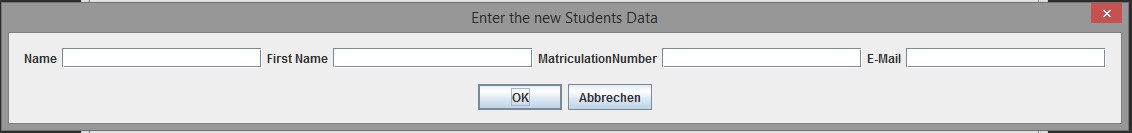 Enter the new Students Data
Name First Name MatriculationNumber E-Mail
OK Abbrechen